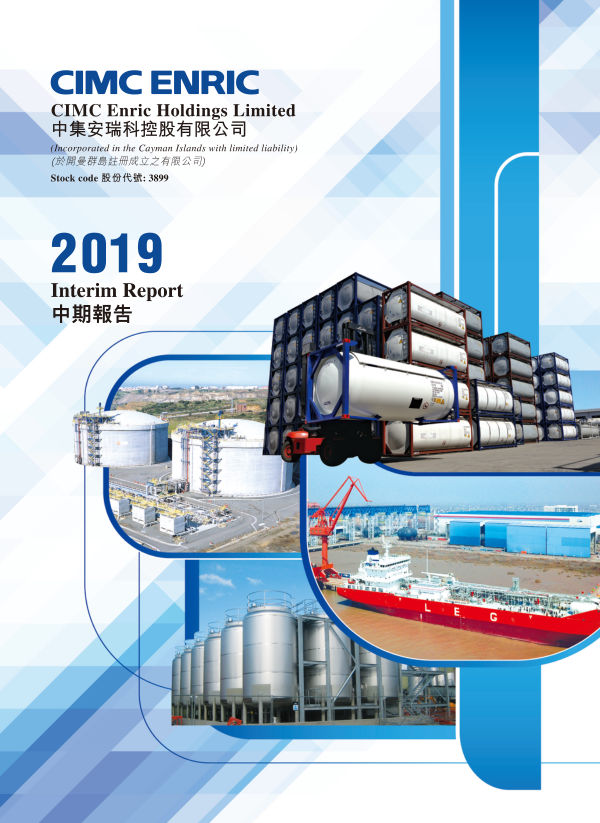 CIMC ENRIC
CIMC Enric Holdings Limited
中集安瑞科控股有限公司
(Incorporated in the Cayman Islands with limited liability)
(於開曼群島註冊成立之有限公司)
Stock code 股份代號: 3899
2019
Interim Report
中期報告
L E G